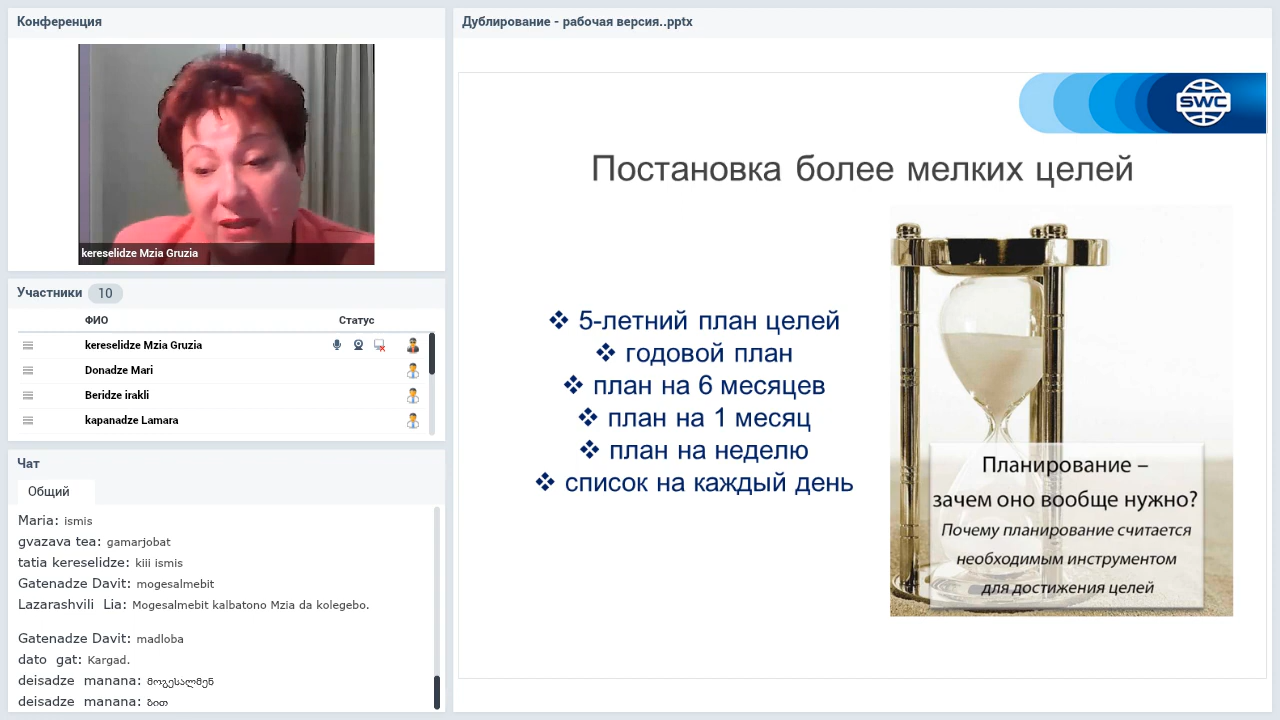 Конференция
kereselidze Mzia Gruzia
Участники 10
ФИО Статус
kereselidze Mzia Gruzia
Donadze Mari
Beridze irakli
kapanadze Lamara
Чат
Общий
Maria: ismis
gvazava tea: gamarjobat
tatia kereselidze: kiii ismis
Gatenadze Davit: mogesalmebit
Lazarashvili Lia: Mogesalmebit kalbatono Mzia da kolegebo.
Gatenadze Davit: madloba
dato gat: Kargad.
deisadze manana: მოგესალმენ
deisadze manana: ბით
Дублирование - рабочая версия..pptx
SWC
Постановка более мелких целей
❖ 5-летний план целей
❖ годовой план
❖ план на 6 месяцев
❖ план на 1 месяц
❖ план на неделю
❖ список на каждый день
Планирование –
зачем оно вообще нужно?
Почему планирование считается
необходимым инструментом
для достижения целей